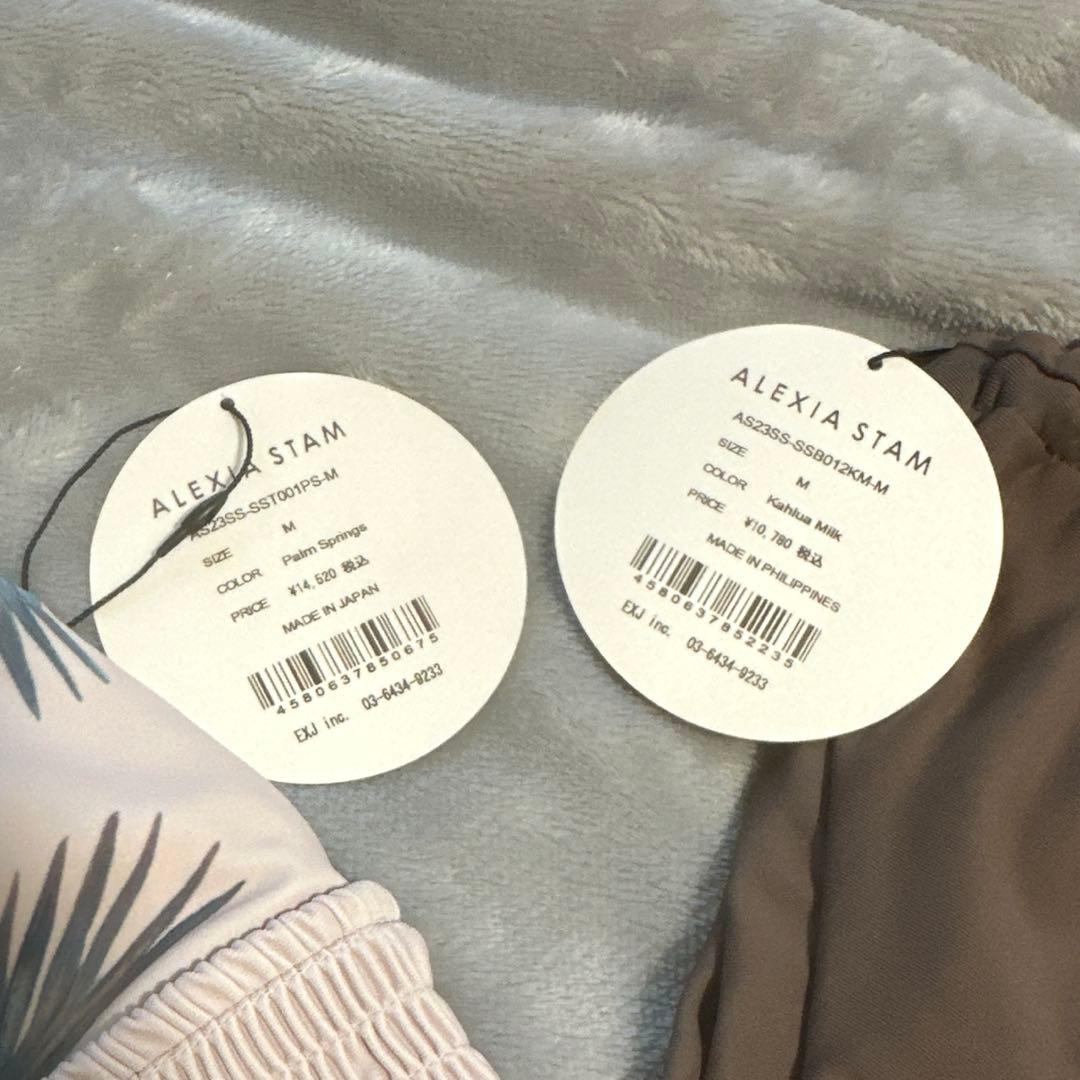 ALEXIA STAM
AS23SS-SST001PS-M
SIZE M
COLOR Palm Springs
PRICE ¥14,520 税込
MADE IN JAPAN
4580637850675
EXJ inc. 03-6434-9233
ALEXIA STAM
AS23SS-SSB012KM-M
SIZE M
COLOR Kahlua Milk
PRICE ¥10,780 税込
MADE IN PHILIPPINES
4580637852235
EXJ inc. 03-6434-9233